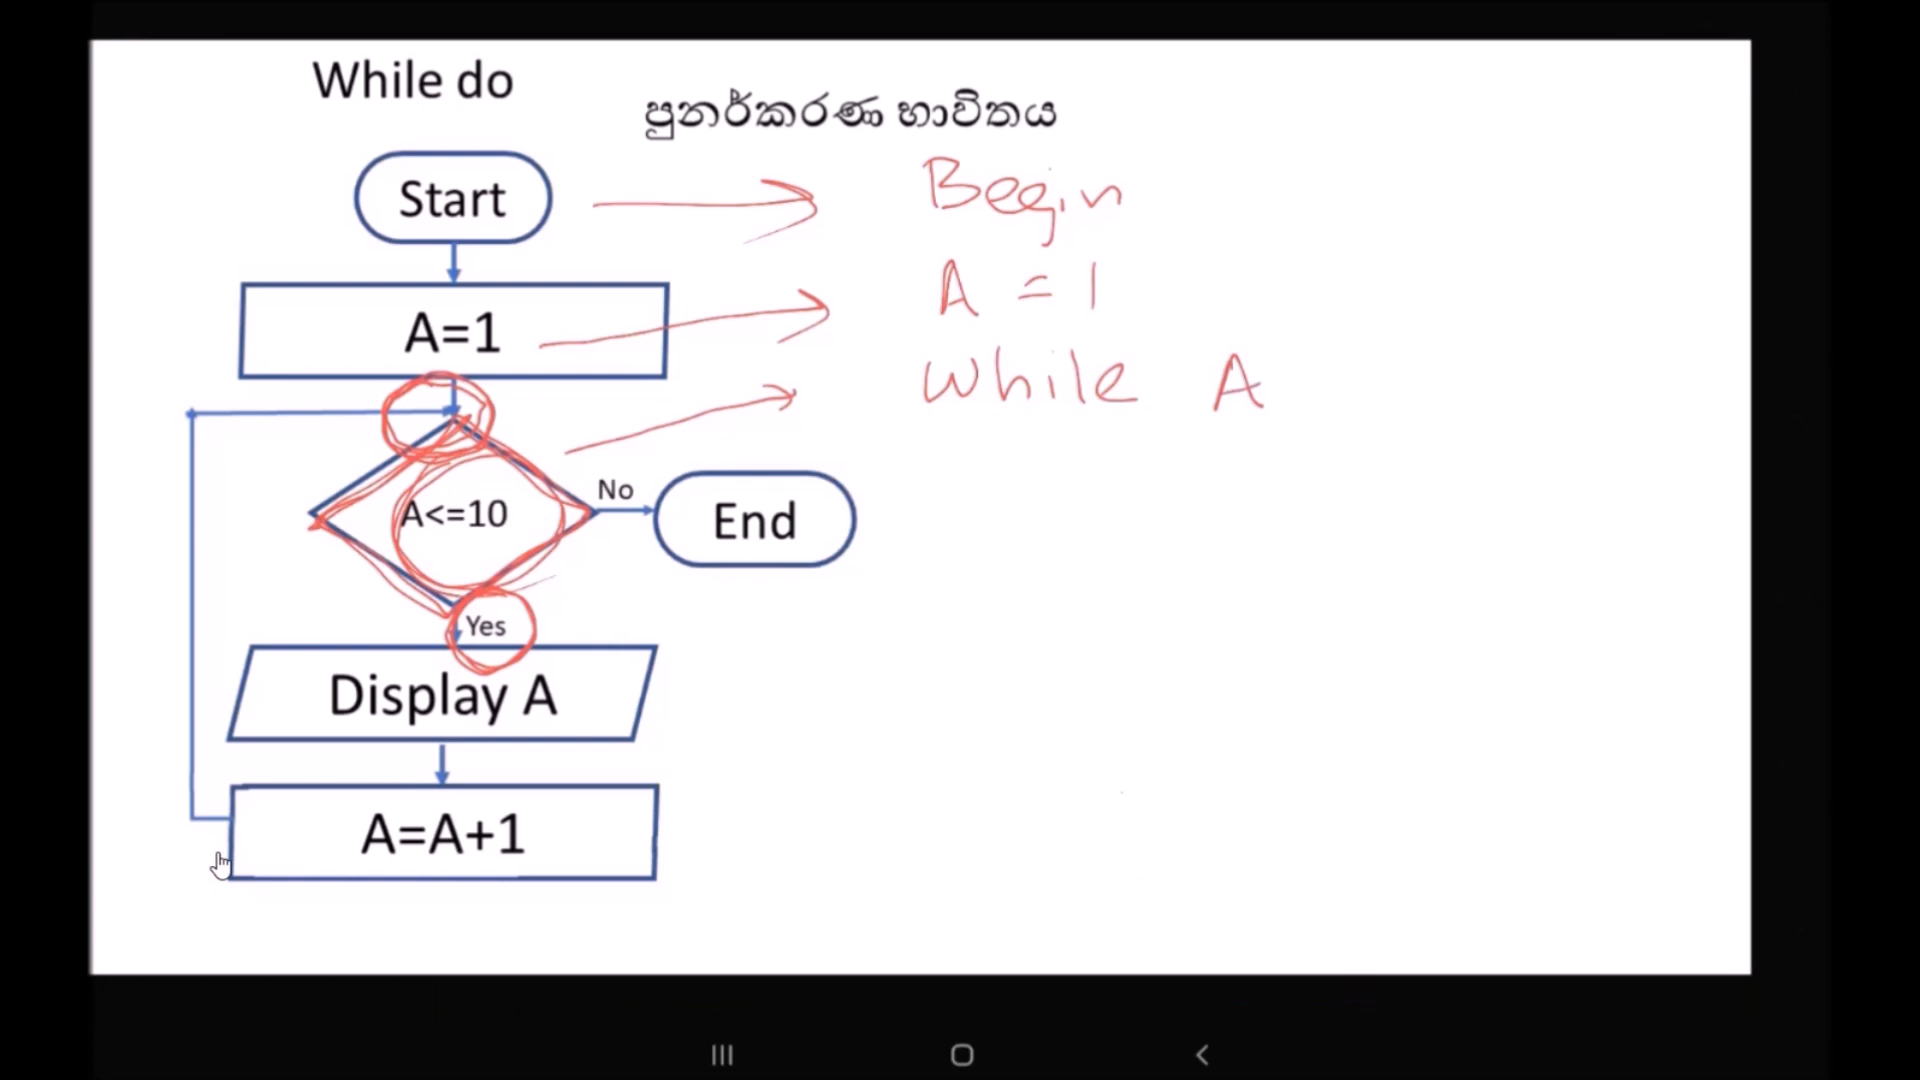 While do
පුනර්කරණ භාවිතය
Start
Begin
A=1
A = 1
While A
A<=10
No
End
Yes
Display A
A=A+1